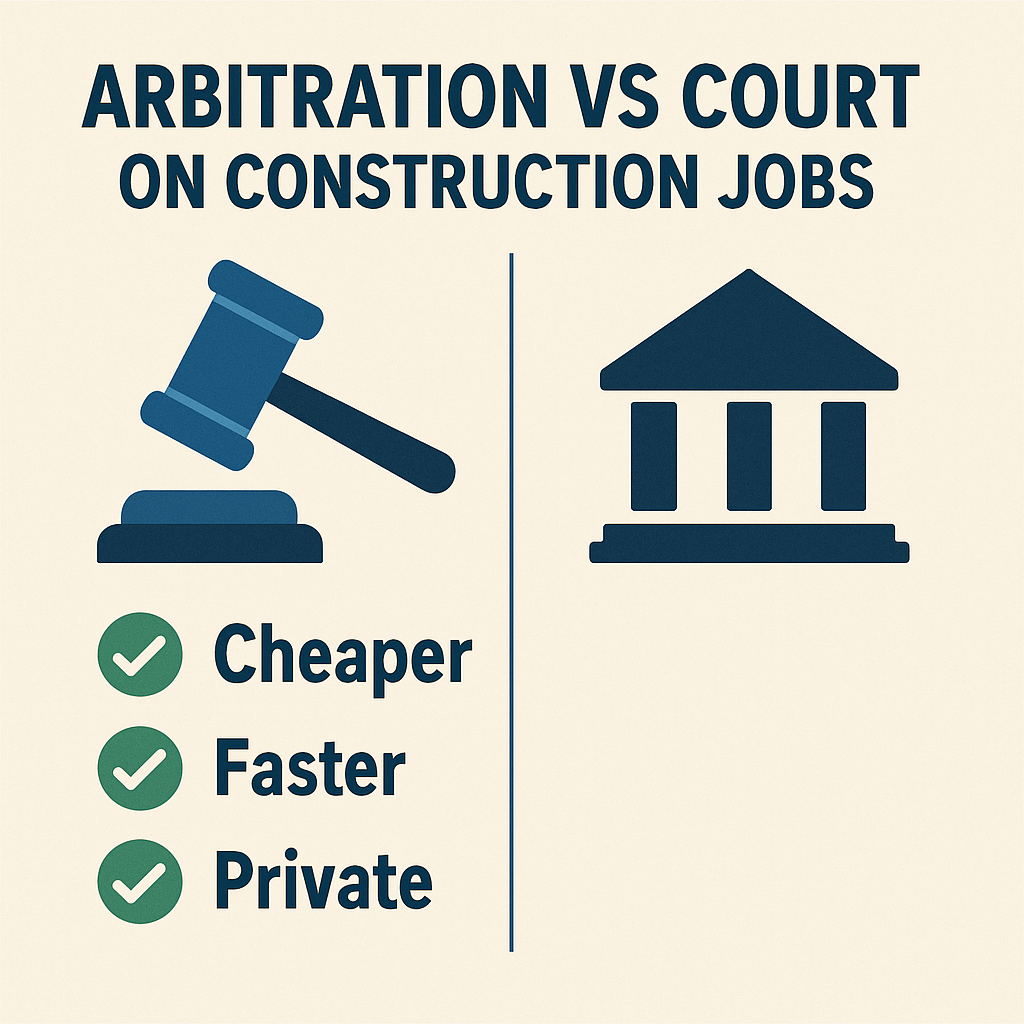 ARBITRATION VS COURT
ON CONSTRUCTION JOBS
Cheaper
Faster
Private